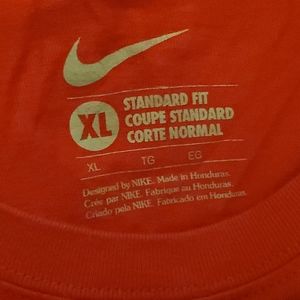 XL
STANDARD FIT
COUPE STANDARD
CORTE NORMAL
XL TG EG
Designed by NIKE. Made in Honduras.
Créé par NIKE. Fabriqué au Honduras.
Criado pela NIKE. Fabricado em Honduras.